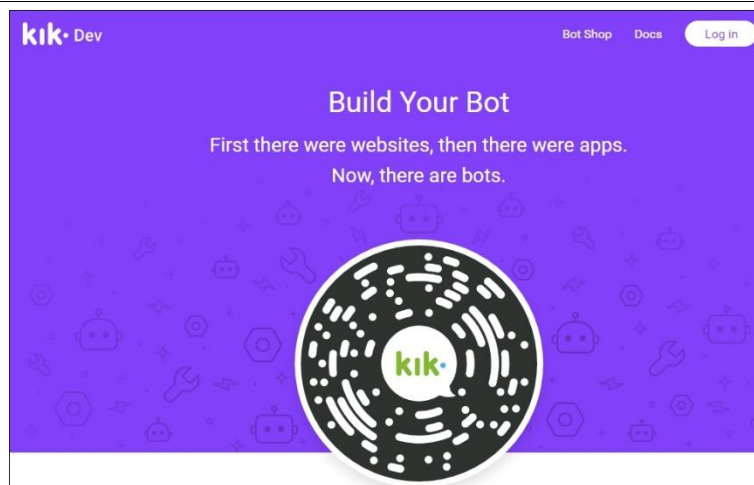 kik· Dev
Bot Shop Docs Log in
Build Your Bot
First there were websites, then there were apps.
Now, there are bots.
kik·